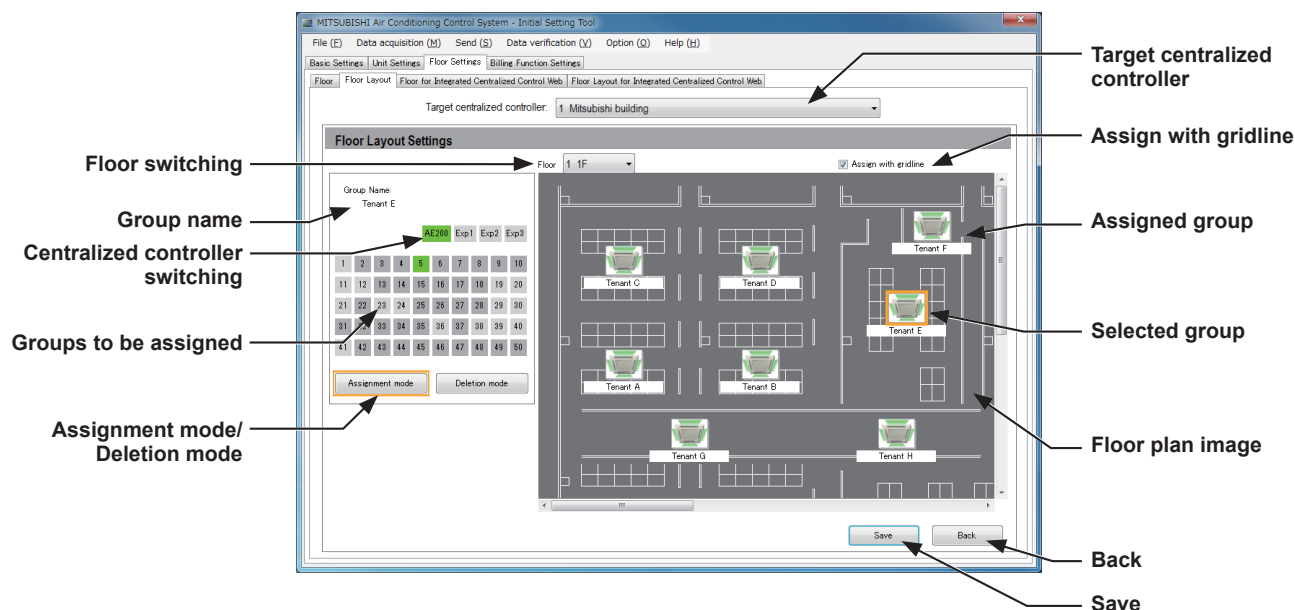 MITSUBISHI Air Conditioning Control System - Initial Setting Tool
File (F) Data acquisition (M) Send (S) Data verification (V) Option (O) Help (H)
Basic Settings Unit Settings Floor Settings Billing Function Settings
Floor Floor Layout Floor for Integrated Centralized Control Web Floor Layout for Integrated Centralized Control Web
Target centralized controller: 1 Mitsubishi building
Target centralized
controller
Floor Layout Settings
Assign with gridline
Floor switching
Floor 1 1F
Assign with gridline
Group Name:
Tenant E
Group name
AE200 Exp1 Exp2 Exp3
Centralized controller
switching
1 2 3 4 5 6 7 8 9 10
11 12 13 14 15 16 17 18 19 20
21 22 23 24 25 26 27 28 29 30
31 32 33 34 35 36 37 38 39 40
41 42 43 44 45 46 47 48 49 50
Groups to be assigned
Assignment mode Deletion mode
Assignment mode/
Deletion mode
Tenant F
Tenant C
Tenant D
Tenant E
Tenant A
Tenant B
Tenant G
Tenant H
Assigned group
Selected group
Floor plan image
Save Back
Back
Save